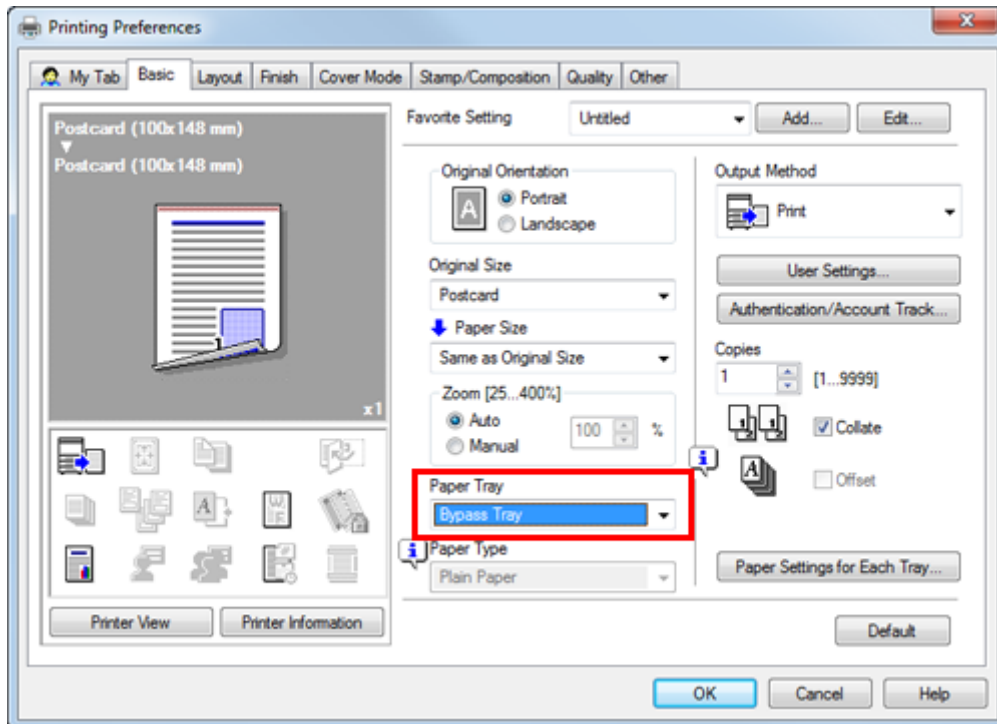 Printing Preferences
My Tab Basic Layout Finish Cover Mode Stamp/Composition Quality Other
Postcard (100x148 mm)
Postcard (100x148 mm)
1
x1
Printer View Printer Information
Favorite Setting Untitled Add... Edit...
Original Orientation
A
Portrait
Landscape
Original Size
Postcard
Paper Size
Same as Original Size
Zoom [25...400%]
Auto
Manual
100 %
Paper Tray
Bypass Tray
Paper Type
Plain Paper
Output Method
Print
User Settings...
Authentication/Account Track...
Copies
1 [1...9999]
Collate
A
Offset
Paper Settings for Each Tray...
Default
OK Cancel Help